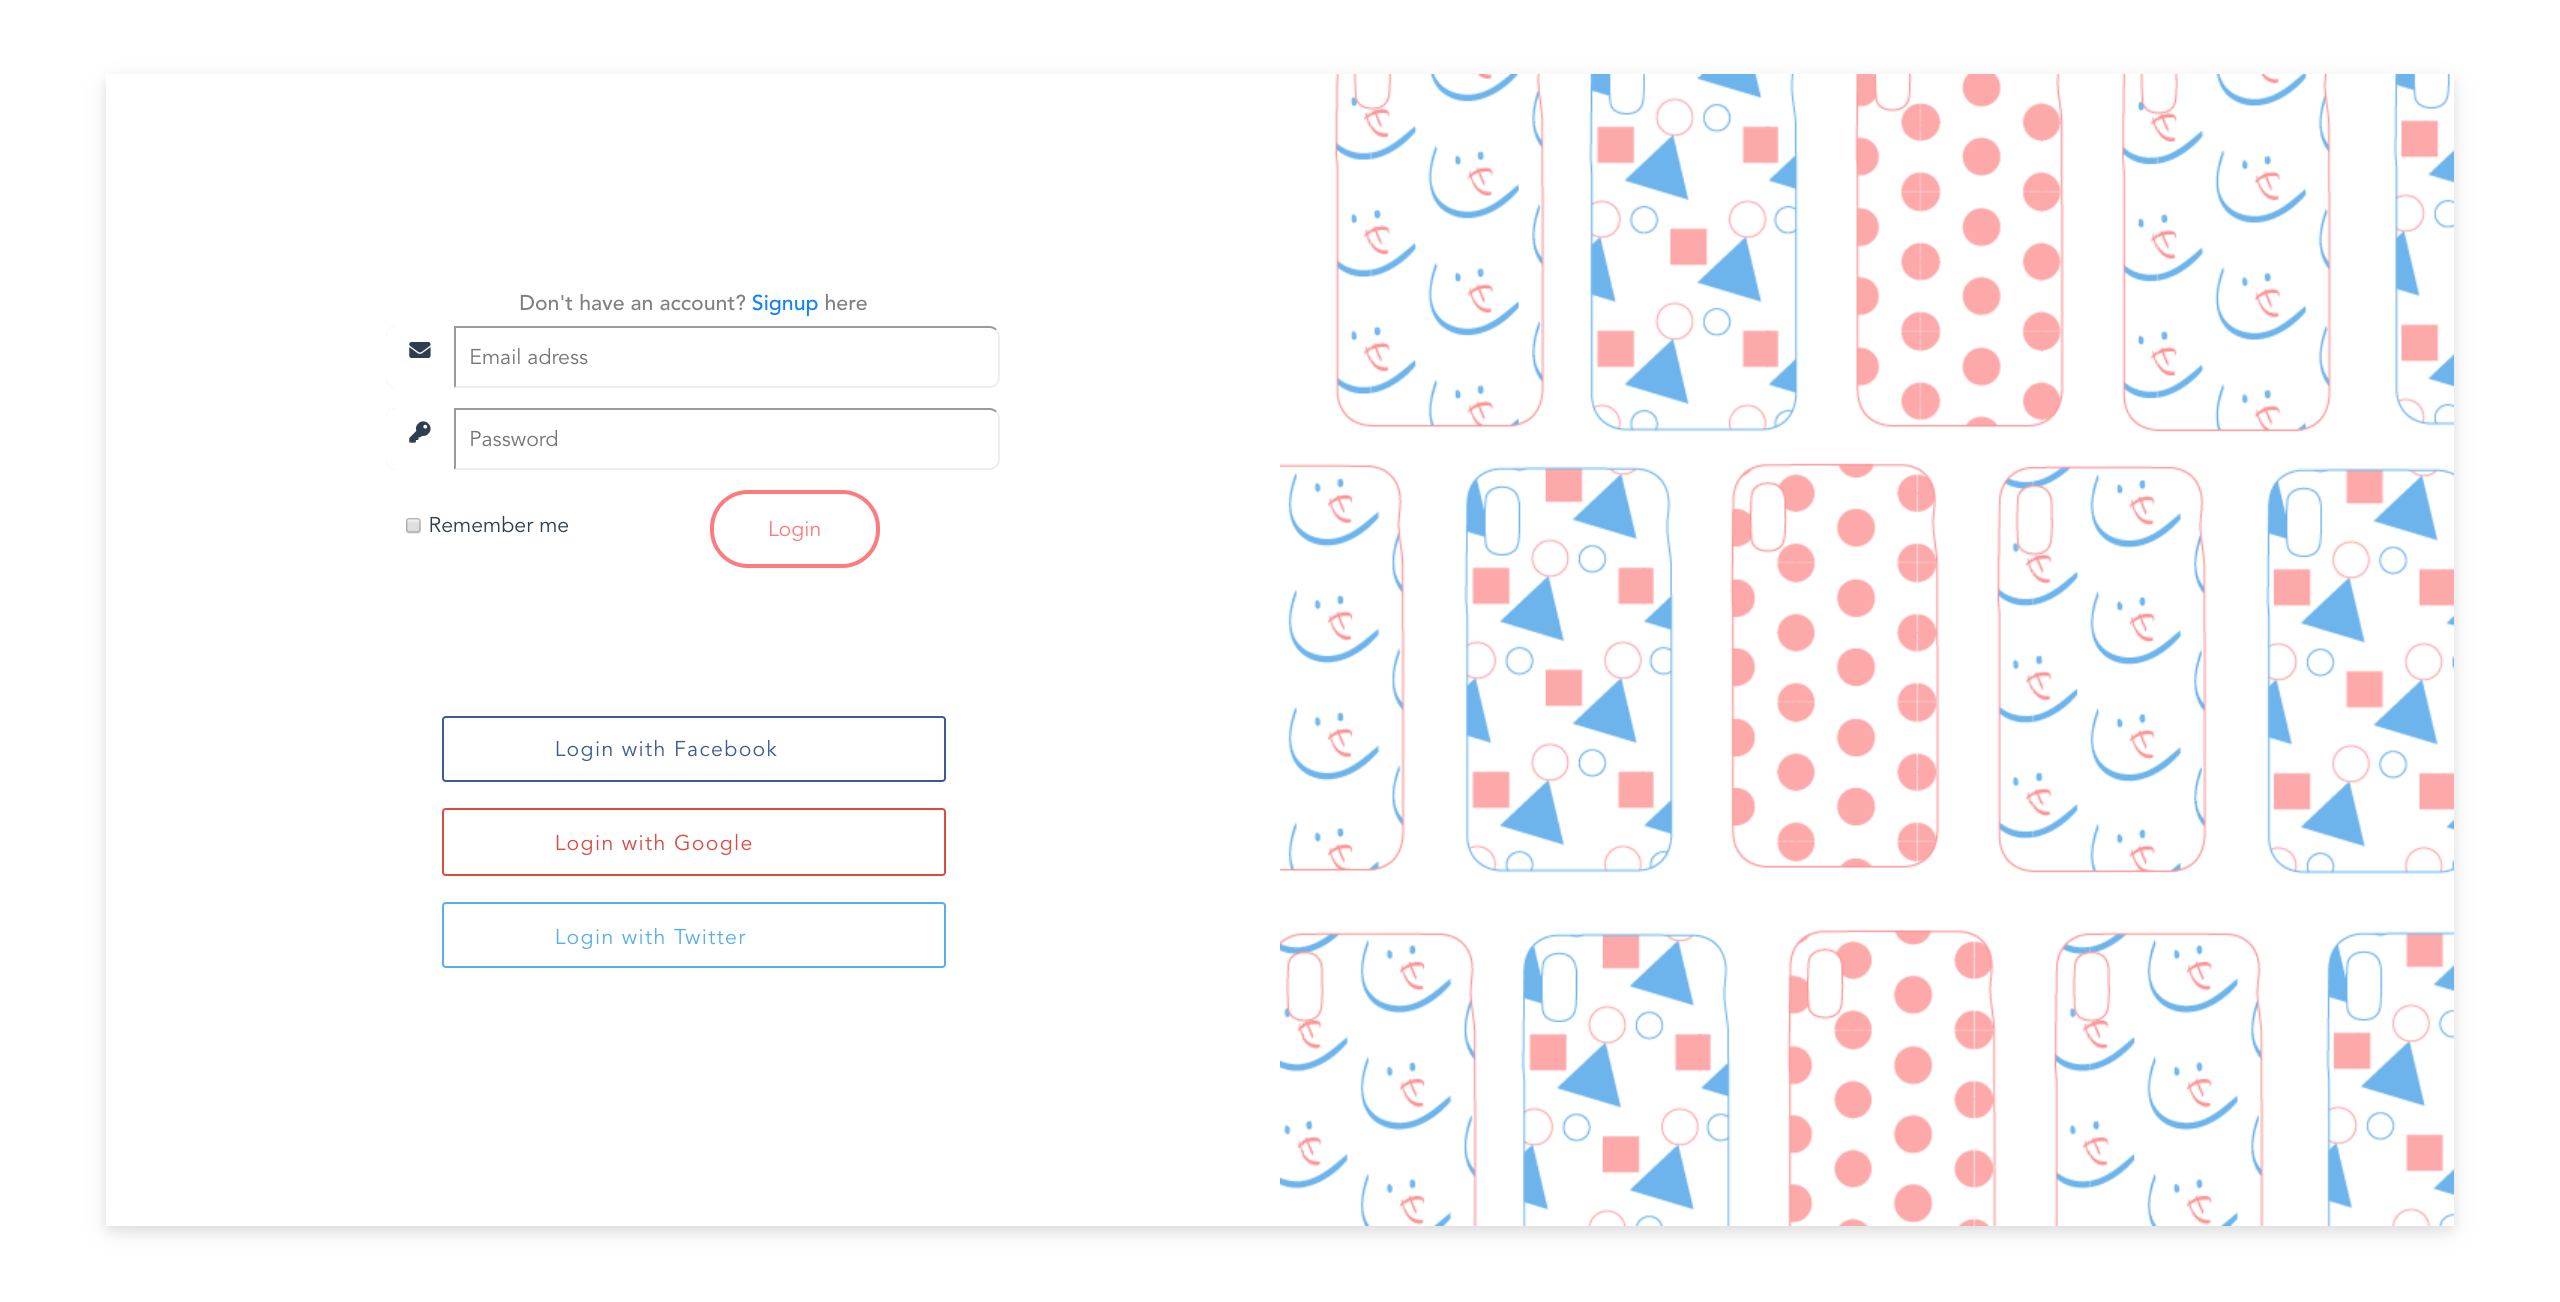 Don't have an account? Signup here
Email adress
Password
Remember me
Login
Login with Facebook
Login with Google
Login with Twitter